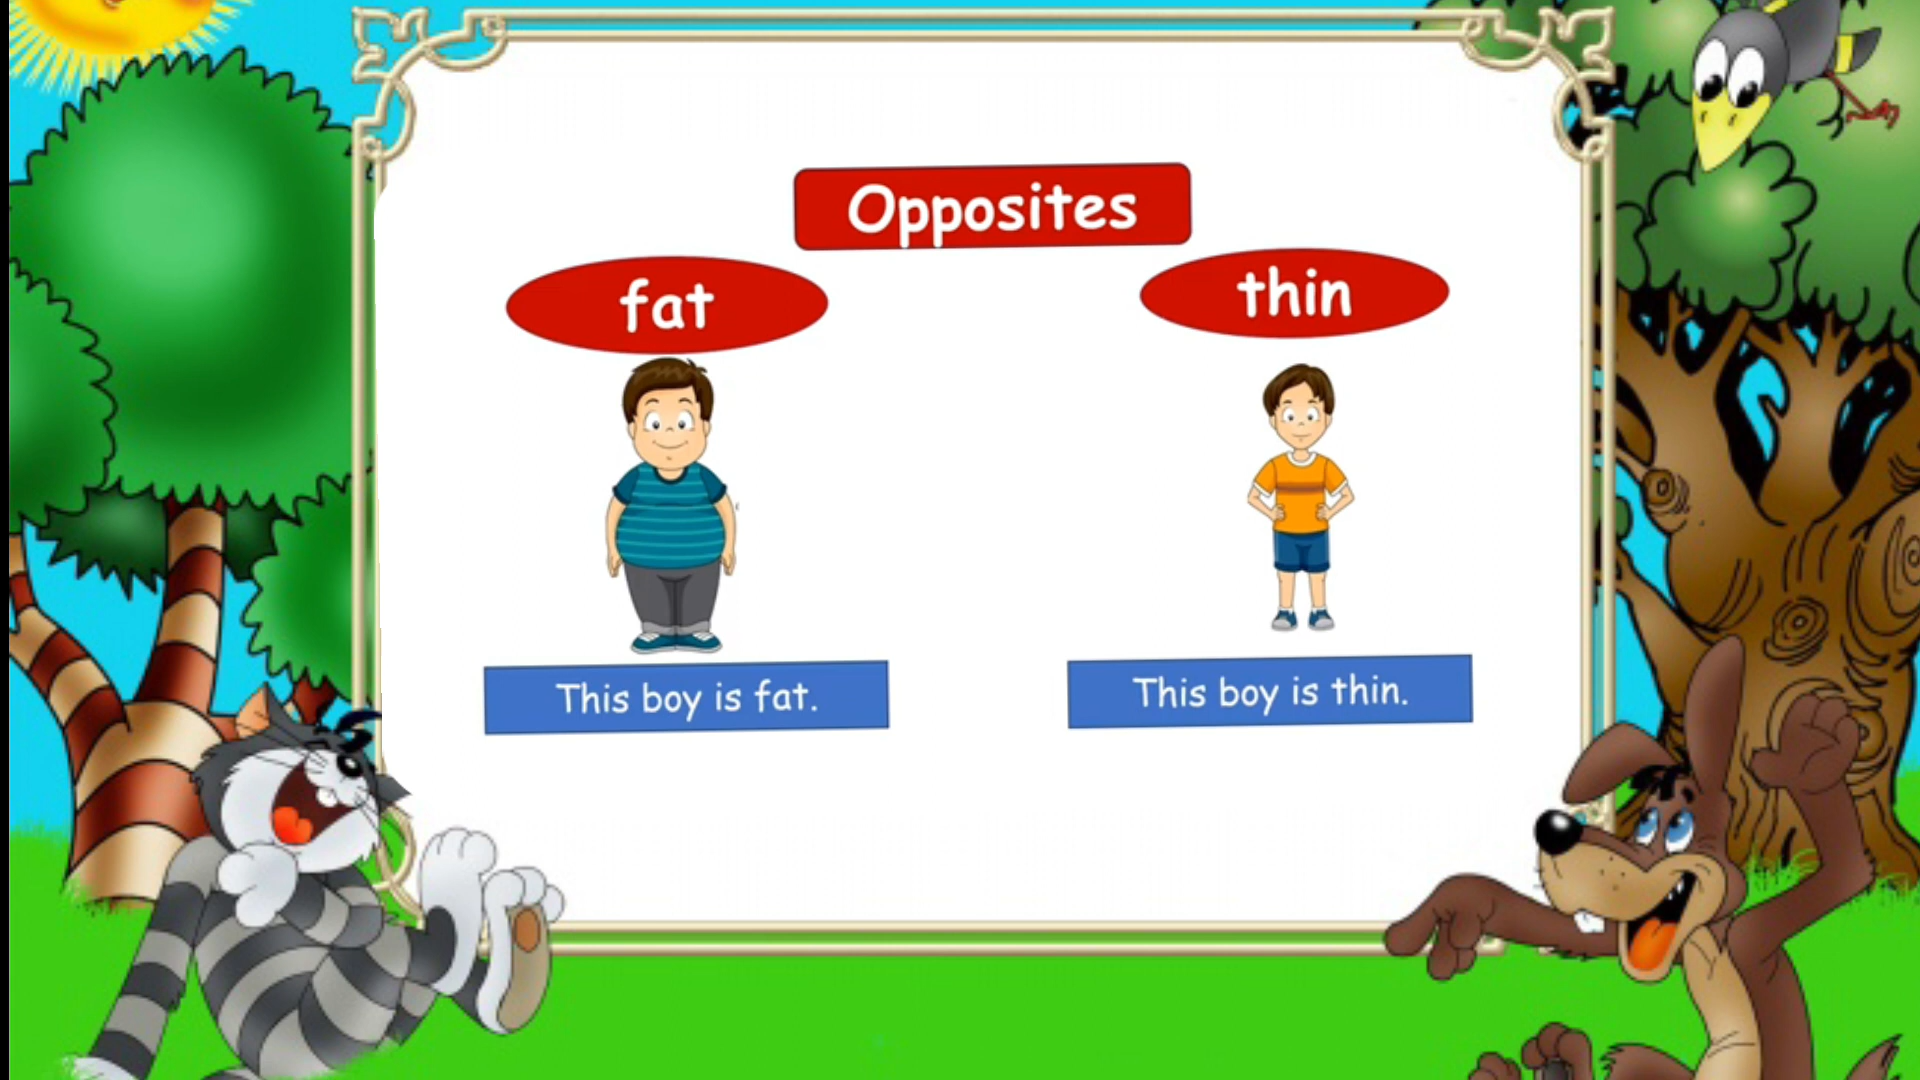 Opposites
fat
thin
This boy is fat.
This boy is thin.